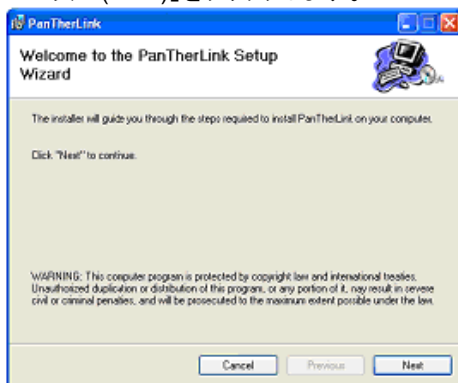 PanTherLink
Welcome to the PanTherLink Setup
Wizard
The installer will guide you through the steps required to install PanTherLink on your computer.
Click "Next" to continue.
WARNING: This computer program is protected by copyright law and international treaties.
Unauthorized duplication or distribution of this program, or any portion of it, may result in severe
civil or criminal penalties, and will be prosecuted to the maximum extent possible under the law.
Cancel
Previous
Next